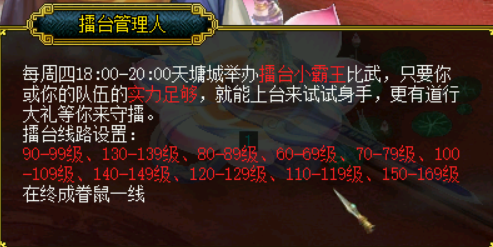 擂台管理人
每周四18:00-20:00天墉城举办擂台小霸王比武，只要你
或你的队伍的实力足够，就能上台来试试身手，更有道行
大礼等你来守擂。
擂台线路设置：
90-99级、130-139级、80-89级、60-69级、70-79级、100
-109级、140-149级、120-129级、110-119级、150-169级
在终成眷鼠一线